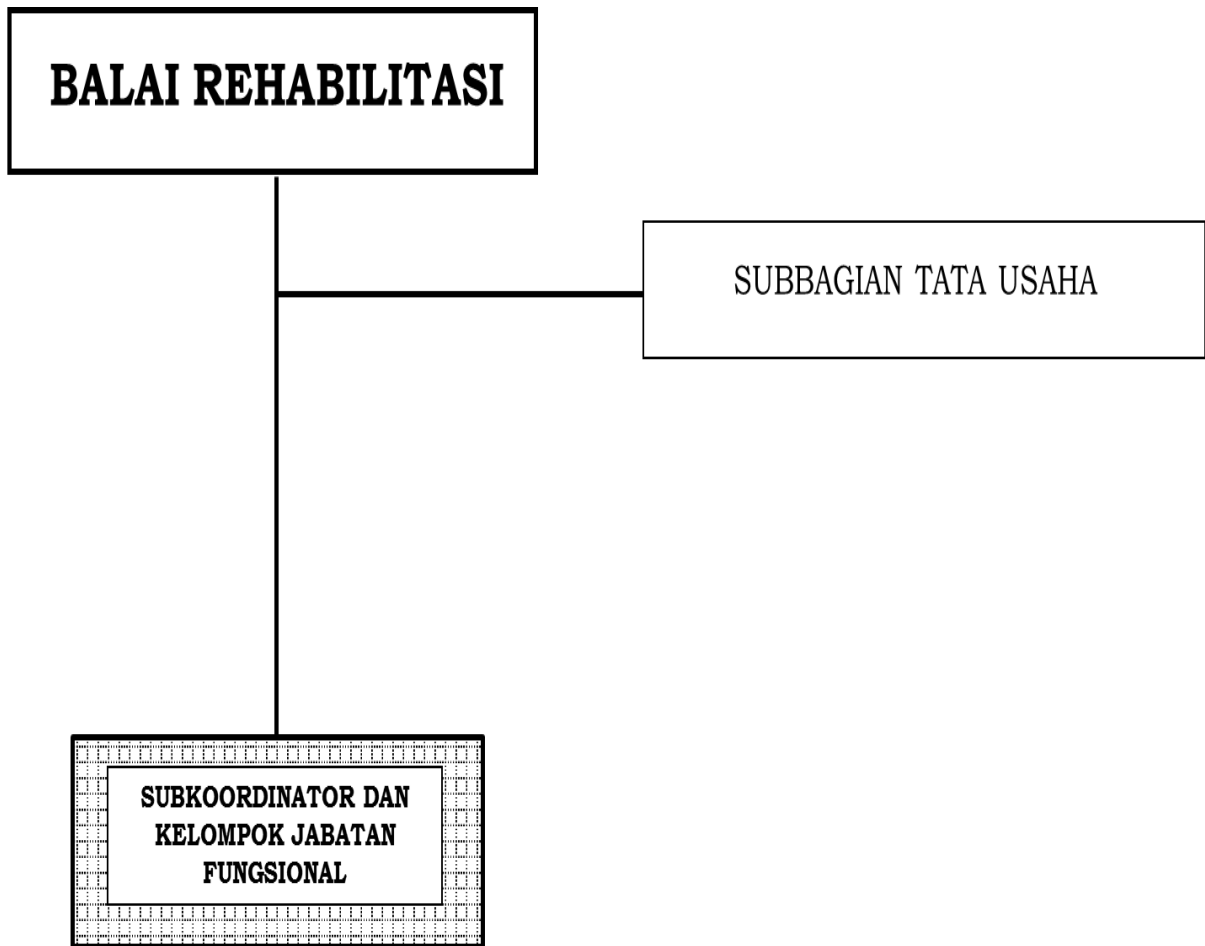 BALAI REHABILITASI
SUBBAGIAN TATA USAHA
SUBKOORDINATOR DAN
KELOMPOK JABATAN
FUNGSIONAL